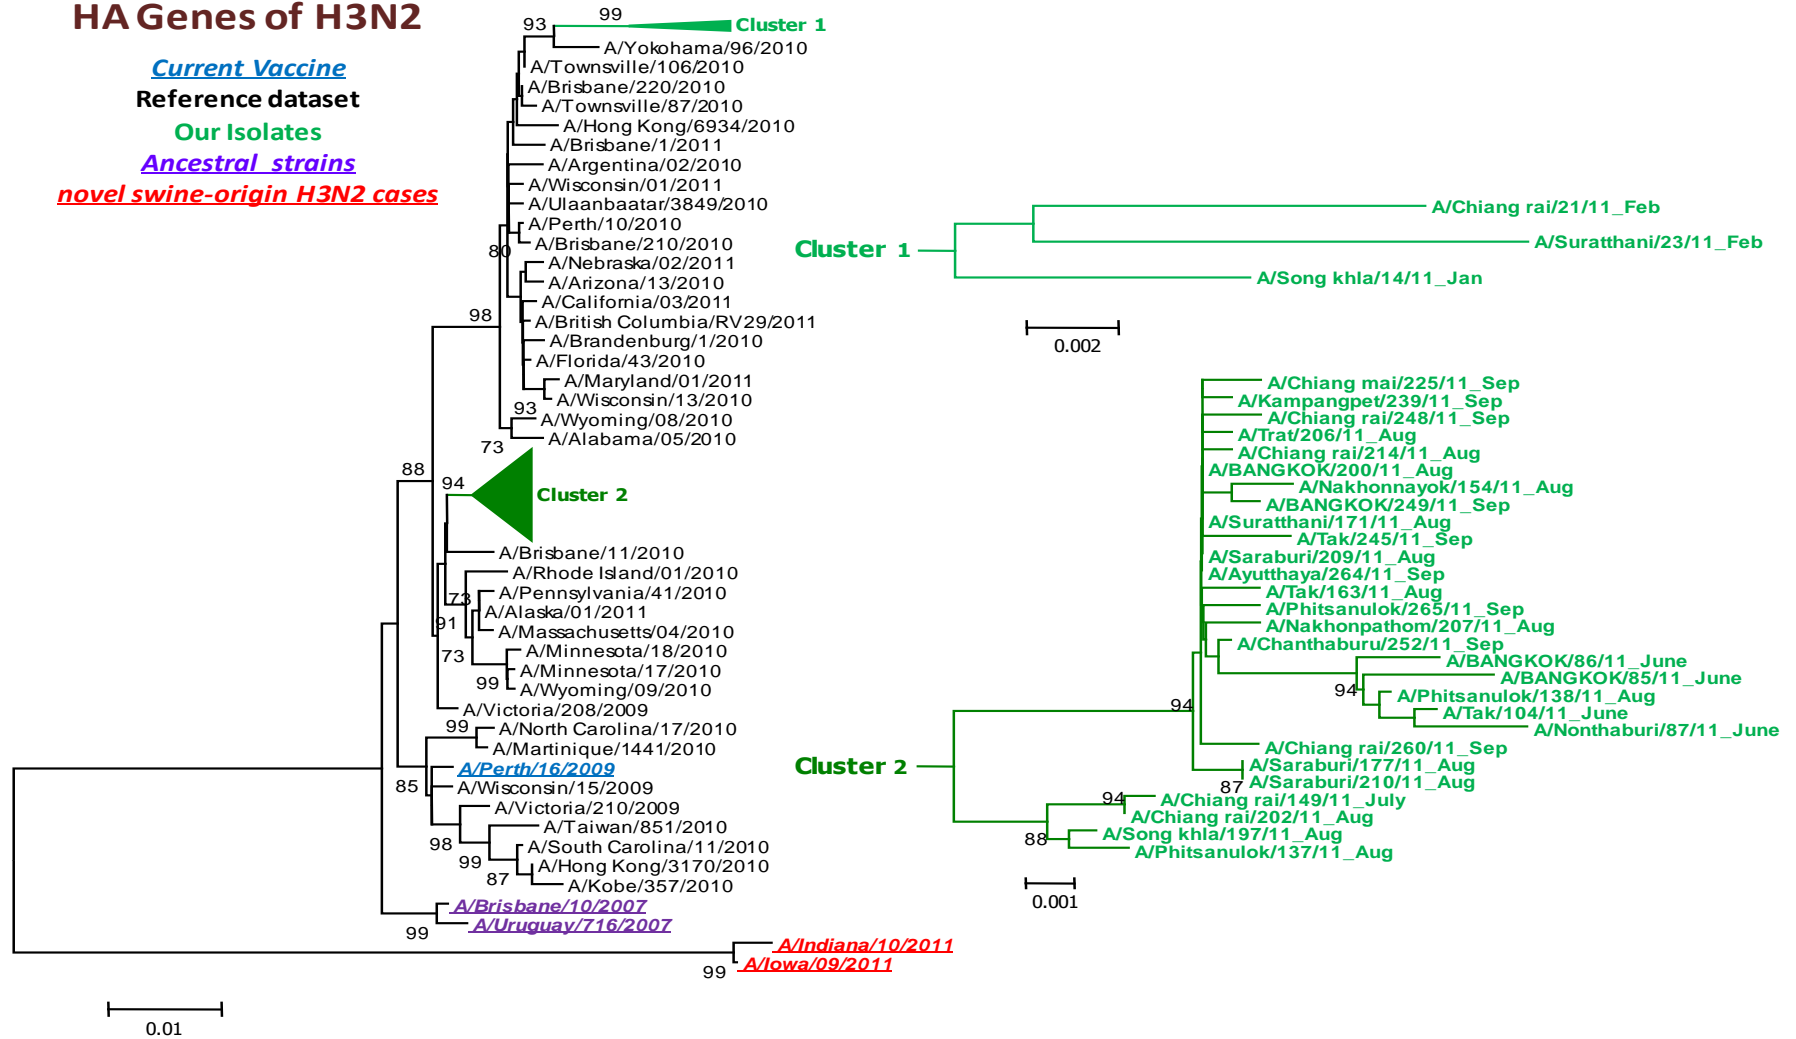 HA Genes of H3N2
Current Vaccine
Reference dataset
Our Isolates
Ancestral strains
novel swine-origin H3N2 cases
93
99
Cluster 1
A/Yokohama/96/2010
A/Townsville/106/2010
A/Brisbane/220/2010
A/Townsville/87/2010
A/Hong Kong/6934/2010
A/Brisbane/1/2011
A/Argentina/02/2010
A/Wisconsin/01/2011
A/Ulaanbaatar/3849/2010
A/Perth/10/2010
A/Brisbane/210/2010
80
A/Nebraska/02/2011
A/Arizona/13/2010
A/California/03/2011
98
A/British Columbia/RV29/2011
A/Brandenburg/1/2010
A/Florida/43/2010
A/Maryland/01/2011
A/Wisconsin/13/2010
93
A/Wyoming/08/2010
A/Alabama/05/2010
73
88
94
Cluster 2
A/Brisbane/11/2010
A/Rhode Island/01/2010
A/Pennsylvania/41/2010
73
A/Alaska/01/2011
91
A/Massachusetts/04/2010
A/Minnesota/18/2010
73
A/Minnesota/17/2010
99
A/Wyoming/09/2010
A/Victoria/208/2009
99
A/North Carolina/17/2010
A/Martinique/1441/2010
A/Perth/16/2009
85
A/Wisconsin/15/2009
A/Victoria/210/2009
A/Taiwan/851/2010
98
A/South Carolina/11/2010
99
A/Hong Kong/3170/2010
87
A/Kobe/357/2010
A/Brisbane/10/2007
A/Uruguay/716/2007
99
A/Indiana/10/2011
A/Iowa/09/2011
99
0.01
Cluster 1
A/Chiang rai/21/11_Feb
A/Suratthani/23/11_Feb
A/Song khla/14/11_Jan
0.002
A/Chiang mai/225/11_Sep
A/Kampangpet/239/11_Sep
A/Chiang rai/248/11_Sep
A/Trat/206/11_Aug
A/Chiang rai/214/11_Aug
A/BANGKOK/200/11_Aug
A/Nakhonnayok/154/11_Aug
A/BANGKOK/249/11_Sep
A/Suratthani/171/11_Aug
A/Tak/245/11_Sep
A/Saraburi/209/11_Aug
A/Ayutthaya/264/11_Sep
A/Tak/163/11_Aug
A/Phitsanulok/265/11_Sep
A/Nakhonpathom/207/11_Aug
A/Chanthaburu/252/11_Sep
A/BANGKOK/86/11_June
A/BANGKOK/85/11_June
94
A/Phitsanulok/138/11_Aug
94
A/Tak/104/11_June
A/Nonthaburi/87/11_June
A/Chiang rai/260/11_Sep
Cluster 2
A/Saraburi/177/11_Aug
A/Saraburi/210/11_Aug
87
94
A/Chiang rai/149/11_July
A/Chiang rai/202/11_Aug
A/Song khla/197/11_Aug
88
A/Phitsanulok/137/11_Aug
0.001